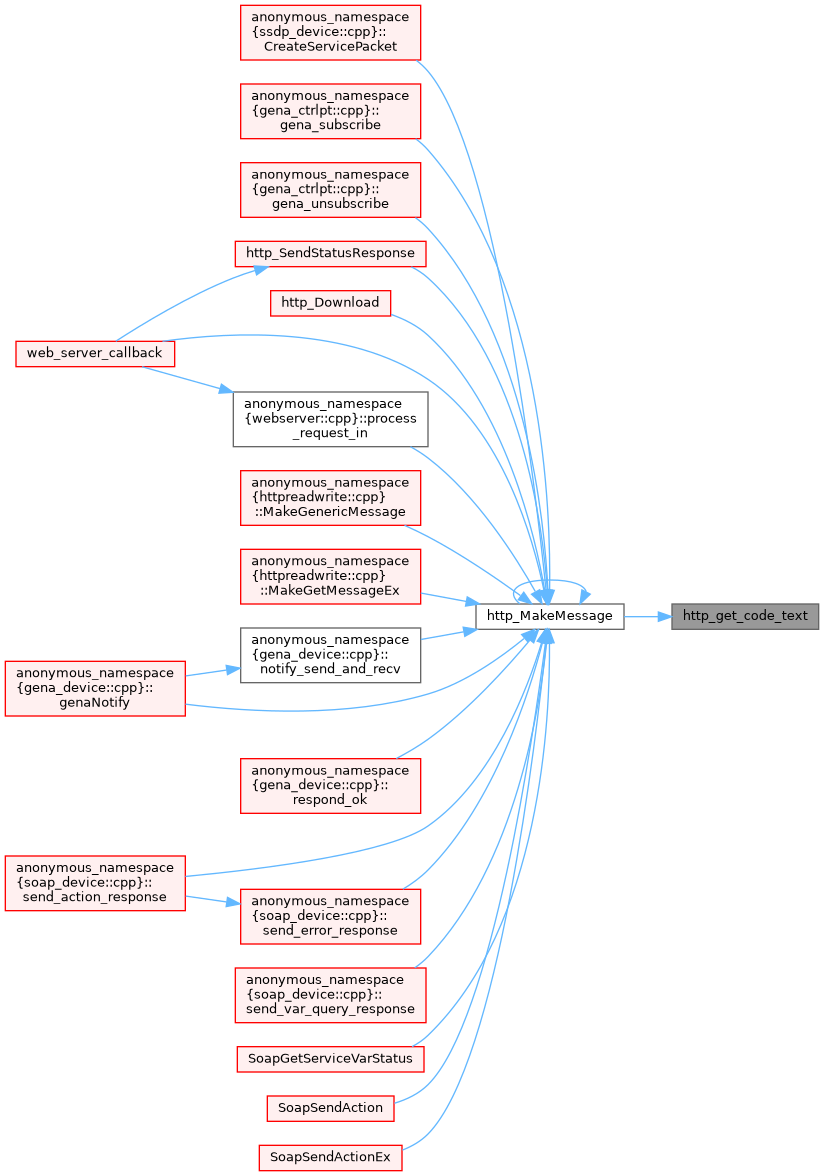 anonymous_namespace
{ssdp_device::cpp}::
CreateServicePacket
anonymous_namespace
{gena_ctrlpt::cpp}::
gena_subscribe
anonymous_namespace
{gena_ctrlpt::cpp}::
gena_unsubscribe
http_SendStatusResponse
http_Download
web_server_callback
anonymous_namespace
{webserver::cpp}::process
_request_in
anonymous_namespace
{httpreadwrite::cpp}
::MakeGenericMessage
anonymous_namespace
{httpreadwrite::cpp}
::MakeGetMessageEx
http_MakeMessage
http_get_code_text
anonymous_namespace
{gena_device::cpp}::
notify_send_and_recv
anonymous_namespace
{gena_device::cpp}::
genaNotify
anonymous_namespace
{gena_device::cpp}::
respond_ok
anonymous_namespace
{soap_device::cpp}::
send_action_response
anonymous_namespace
{soap_device::cpp}::
send_error_response
anonymous_namespace
{soap_device::cpp}::
send_var_query_response
SoapGetServiceVarStatus
SoapSendAction
SoapSendActionEx